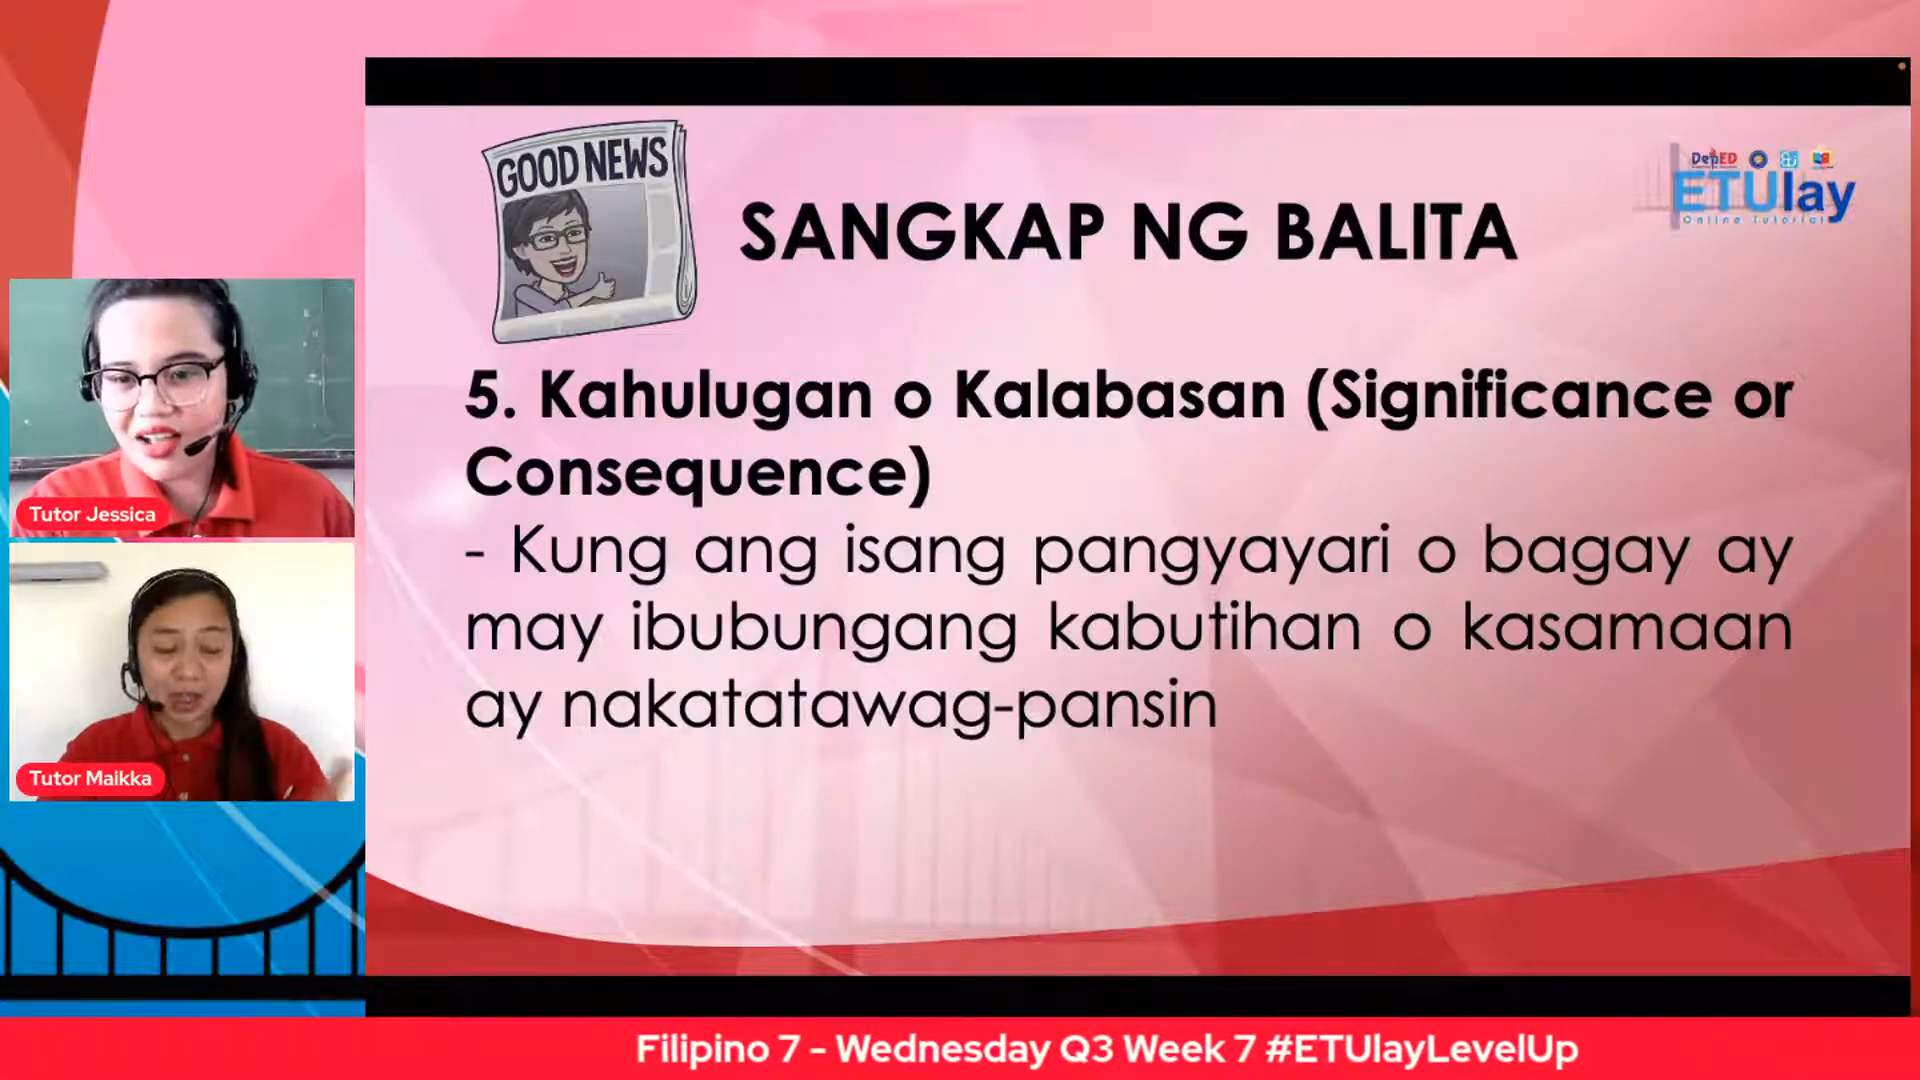 GOOD NEWS
SANGKAP NG BALITA
DepED
ETUlay
Online Tutorial
5. Kahulugan o Kalabasan (Significance or
Consequence)
- Kung ang isang pangyayari o bagay ay
may ibubungang kabutihan o kasamaan
ay nakatatawag-pansin
Tutor Jessica
Tutor Maikka
Filipino 7 - Wednesday Q3 Week 7 #ETUlayLevelUp